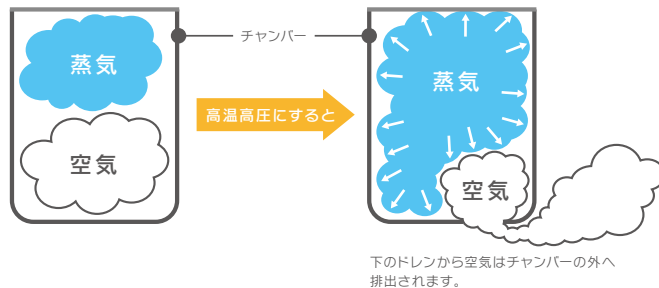 チャンバー
蒸気
空気
高温高圧にすると
蒸気
空気
下のドレンから空気はチャンバーの外へ
排出されます。